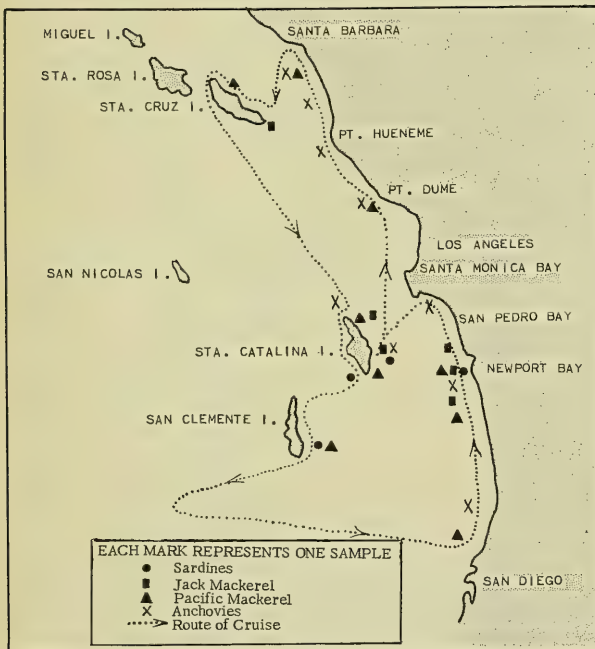 SANTA BARBARA
MIGUEL I.
STA. ROSA I.
STA. CRUZ I.
PT. HUENEME
PT. DUME
LOS ANGELES
SANTA MONICA BAY
SAN NICOLAS I.
SAN PEDRO BAY
STA. CATALINA I.
NEWPORT BAY
SAN CLEMENTE I.
EACH MARK REPRESENTS ONE SAMPLE
Sardines
Jack Mackerel
Pacific Mackerel
Anchovies
Route of Cruise
SAN DIEGO